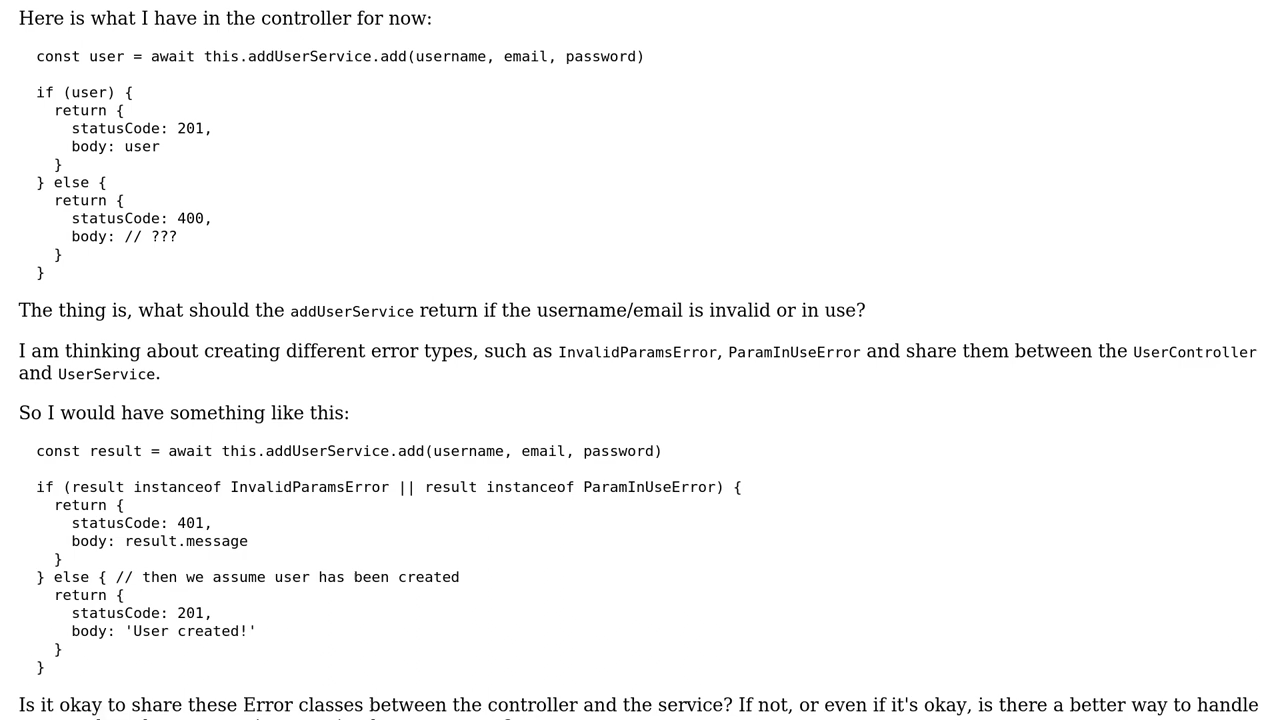 Here is what I have in the controller for now:
const user = await this.addUserService.add(username, email, password)
if (user) {
return {
statusCode: 201,
body: user
}
} else {
return {
statusCode: 400,
body: // ???
}
}
The thing is, what should the addUserService return if the username/email is invalid or in use?
I am thinking about creating different error types, such as InvalidParamsError, ParamInUseError and share them between the UserController
and UserService.
So I would have something like this:
const result = await this.addUserService.add(username, email, password)
if (result instanceof InvalidParamsError || result instanceof ParamInUseError) {
return {
statusCode: 401,
body: result.message
}
} else { // then we assume user has been created
return {
statusCode: 201,
body: 'User created!'
}
}
Is it okay to share these Error classes between the controller and the service? If not, or even if it's okay, is there a better way to handle